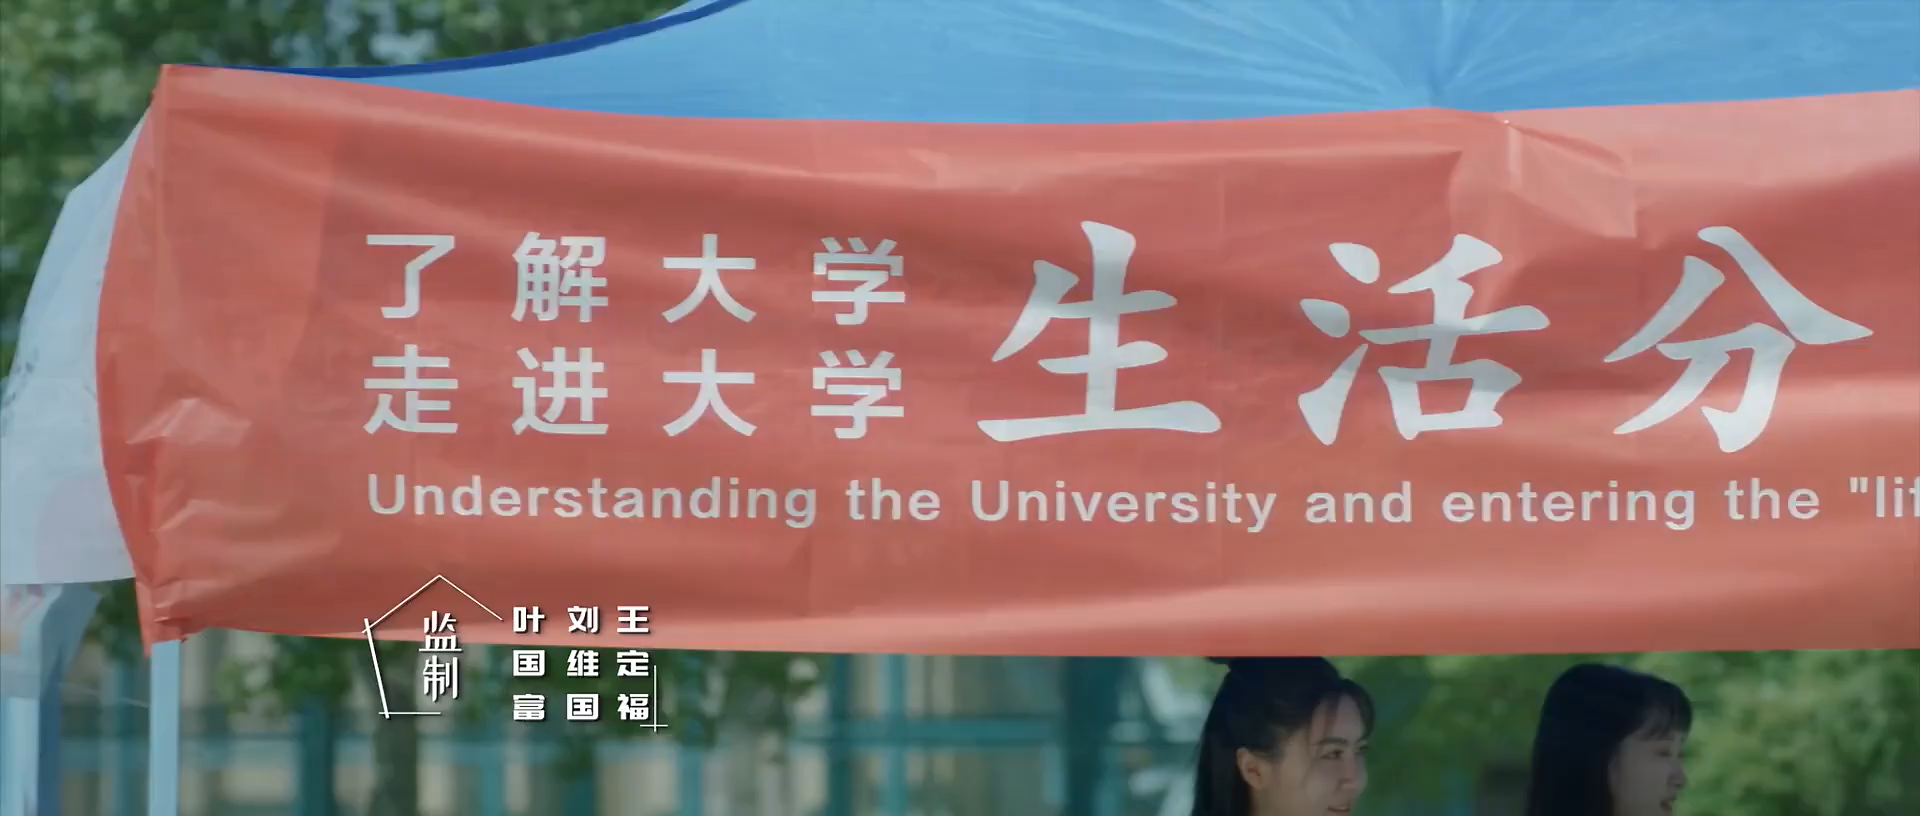 了解大学
走进大学
生活分
Understanding the University and entering the "lif
监制
叶国富
刘维国
王定福